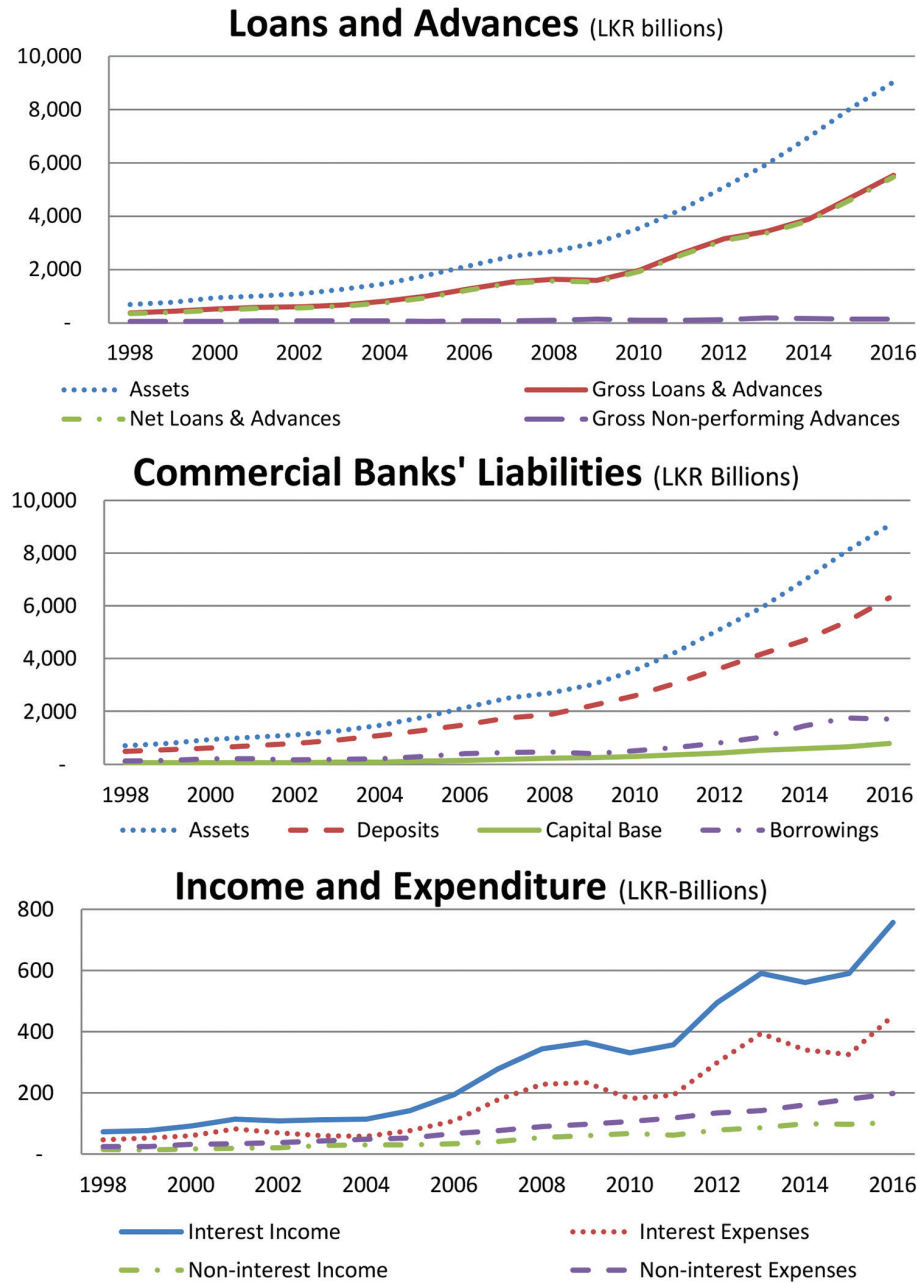 Loans and Advances (LKR billions)
10,000
8,000
6,000
4,000
2,000
-
1998 2000 2002 2004 2006 2008 2010 2012 2014 2016
Assets Gross Loans & Advances
Net Loans & Advances Gross Non-performing Advances
Commercial Banks' Liabilities (LKR Billions)
10,000
8,000
6,000
4,000
2,000
-
1998 2000 2002 2004 2006 2008 2010 2012 2014 2016
Assets Deposits Capital Base Borrowings
Income and Expenditure (LKR-Billions)
800
600
400
200
-
1998 2000 2002 2004 2006 2008 2010 2012 2014 2016
Interest Income Interest Expenses
Non-interest Income Non-interest Expenses